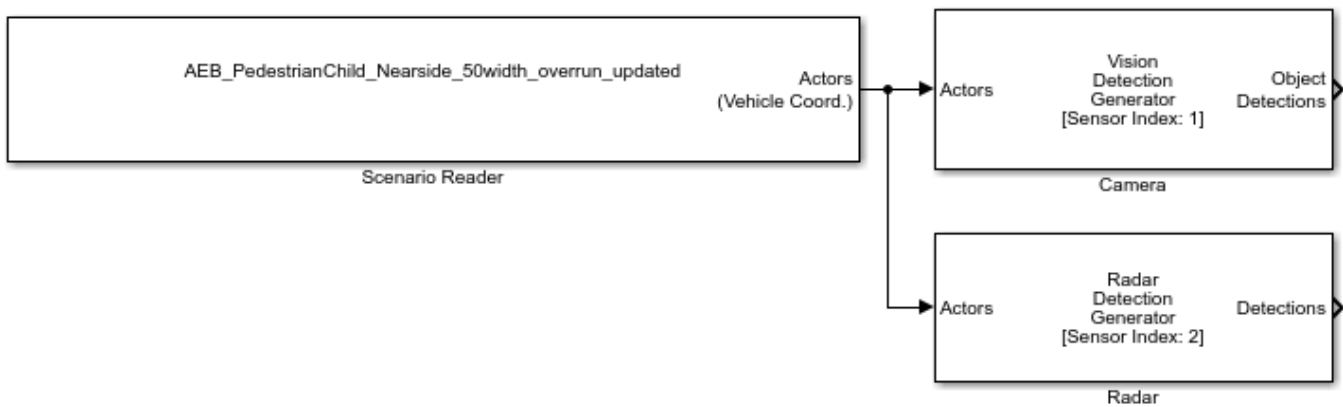 AEB_PedestrianChild_Nearside_50width_overrun_updated
Actors
(Vehicle Coord.)
Scenario Reader
Actors
Vision
Detection
Generator
[Sensor Index: 1]
Object
Detections
Camera
Actors
Radar
Detection
Generator
[Sensor Index: 2]
Detections
Radar